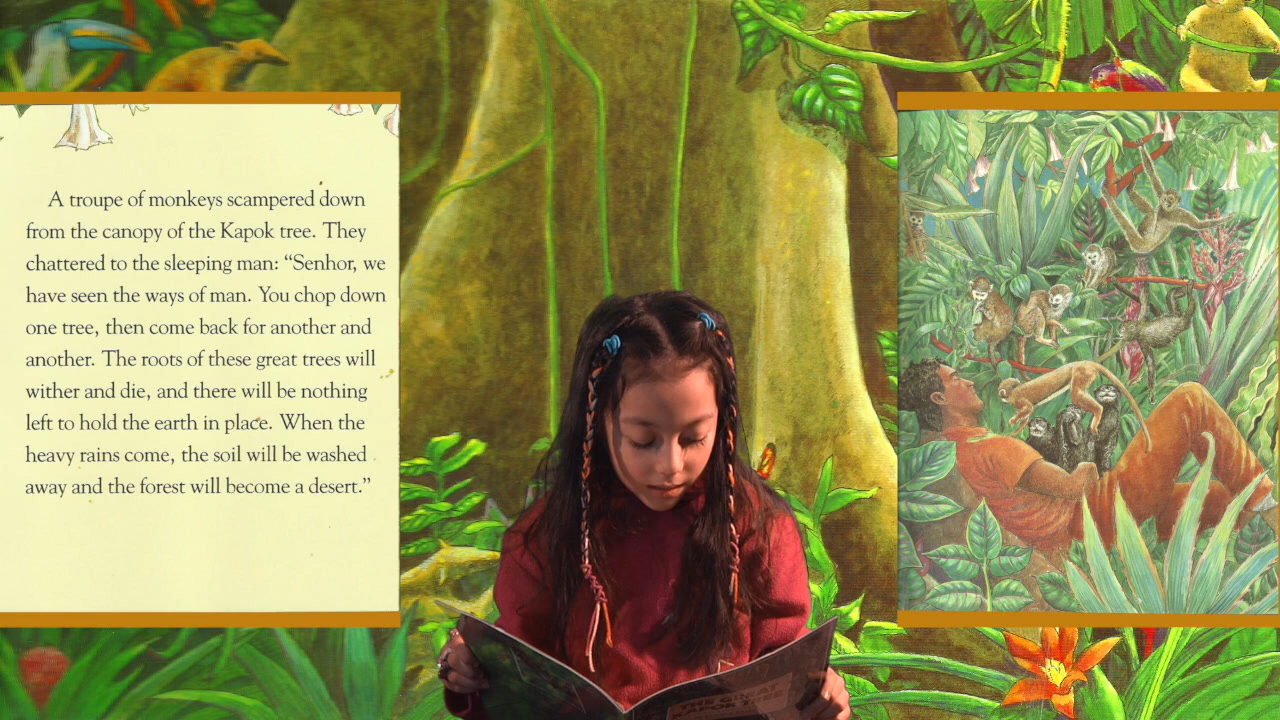 A troupe of monkeys scampered down
from the canopy of the Kapok tree. They
chattered to the sleeping man: “Senhor, we
have seen the ways of man. You chop down
one tree, then come back for another and
another. The roots of these great trees will
wither and die, and there will be nothing
left to hold the earth in place. When the
heavy rains come, the soil will be washed
away and the forest will become a desert.”
THE GREAT
KAPOK TREE